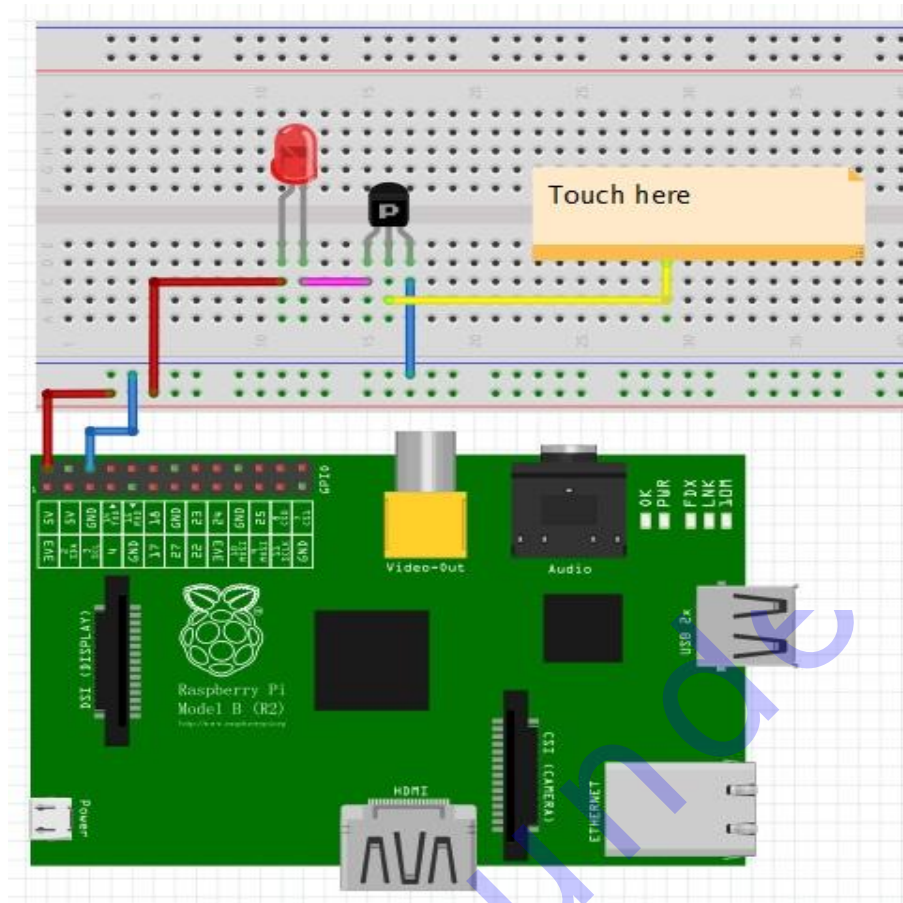 Touch here
P
GPIO
5V 5V GND 18 GND 23 24 GND 25
3V3 4 GND 17 27 22 3V3 GND
OK
PWR
FDX
LNK
10M
Video-Out
Audio
DSI (DISPLAY)
Raspberry Pi
Model B (R2)
USB 2x
CSI (CAMERA)
HDMI
ETHERNET
Power
unde